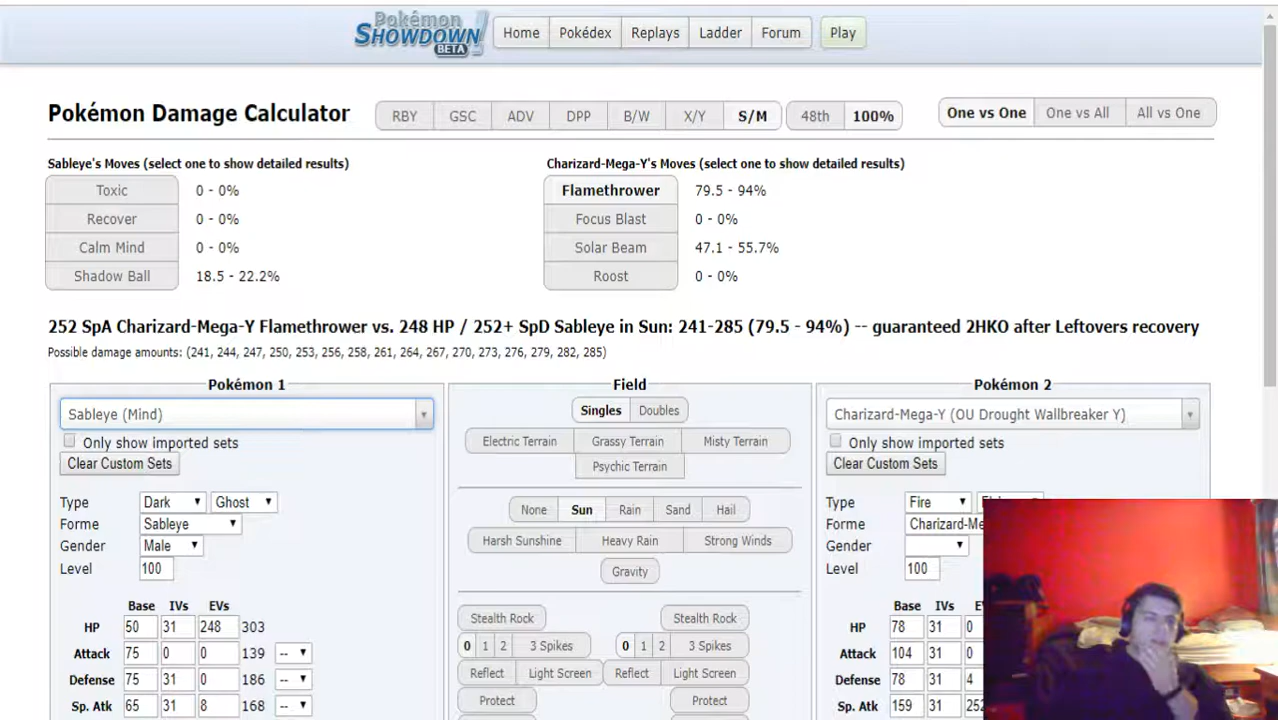 Pokémon
SHOWDOWN!
BETA
Home Pokédex Replays Ladder Forum Play
Pokémon Damage Calculator RBY GSC ADV DPP B/W X/Y S/M 48th 100% One vs One One vs All All vs One
Sableye's Moves (select one to show detailed results) Charizard-Mega-Y's Moves (select one to show detailed results)
Toxic 0 - 0% Flamethrower 79.5 - 94%
Recover 0 - 0% Focus Blast 0 - 0%
Calm Mind 0 - 0% Solar Beam 47.1 - 55.7%
Shadow Ball 18.5 - 22.2% Roost 0 - 0%
252 SpA Charizard-Mega-Y Flamethrower vs. 248 HP / 252+ SpD Sableye in Sun: 241-285 (79.5 - 94%) -- guaranteed 2HKO after Leftovers recovery
Possible damage amounts: (241, 244, 247, 250, 253, 256, 258, 261, 264, 267, 270, 273, 276, 279, 282, 285)
Pokémon 1 Field Pokémon 2
Sableye (Mind) Singles Doubles Charizard-Mega-Y (OU Drought Wallbreaker Y)
Only show imported sets Electric Terrain Grassy Terrain Misty Terrain Only show imported sets
Clear Custom Sets Psychic Terrain Clear Custom Sets
Type Dark Ghost None Sun Rain Sand Hail Type Fire
Forme Sableye Forme Charizard-Me
Gender Male Harsh Sunshine Heavy Rain Strong Winds Gender
Level 100 Gravity Level 100
Base IVs EVs Base IVs E
Stealth Rock Stealth Rock
HP 50 31 248 303 HP 78 31 0
Attack 75 0 0 139 -- 0 1 2 3 Spikes 0 1 2 3 Spikes Attack 104 31 0
Defense 75 31 0 186 -- Reflect Light Screen Reflect Light Screen Defense 78 31 4
Sp. Atk 65 31 8 168 -- Protect Protect Sp. Atk 159 31 252